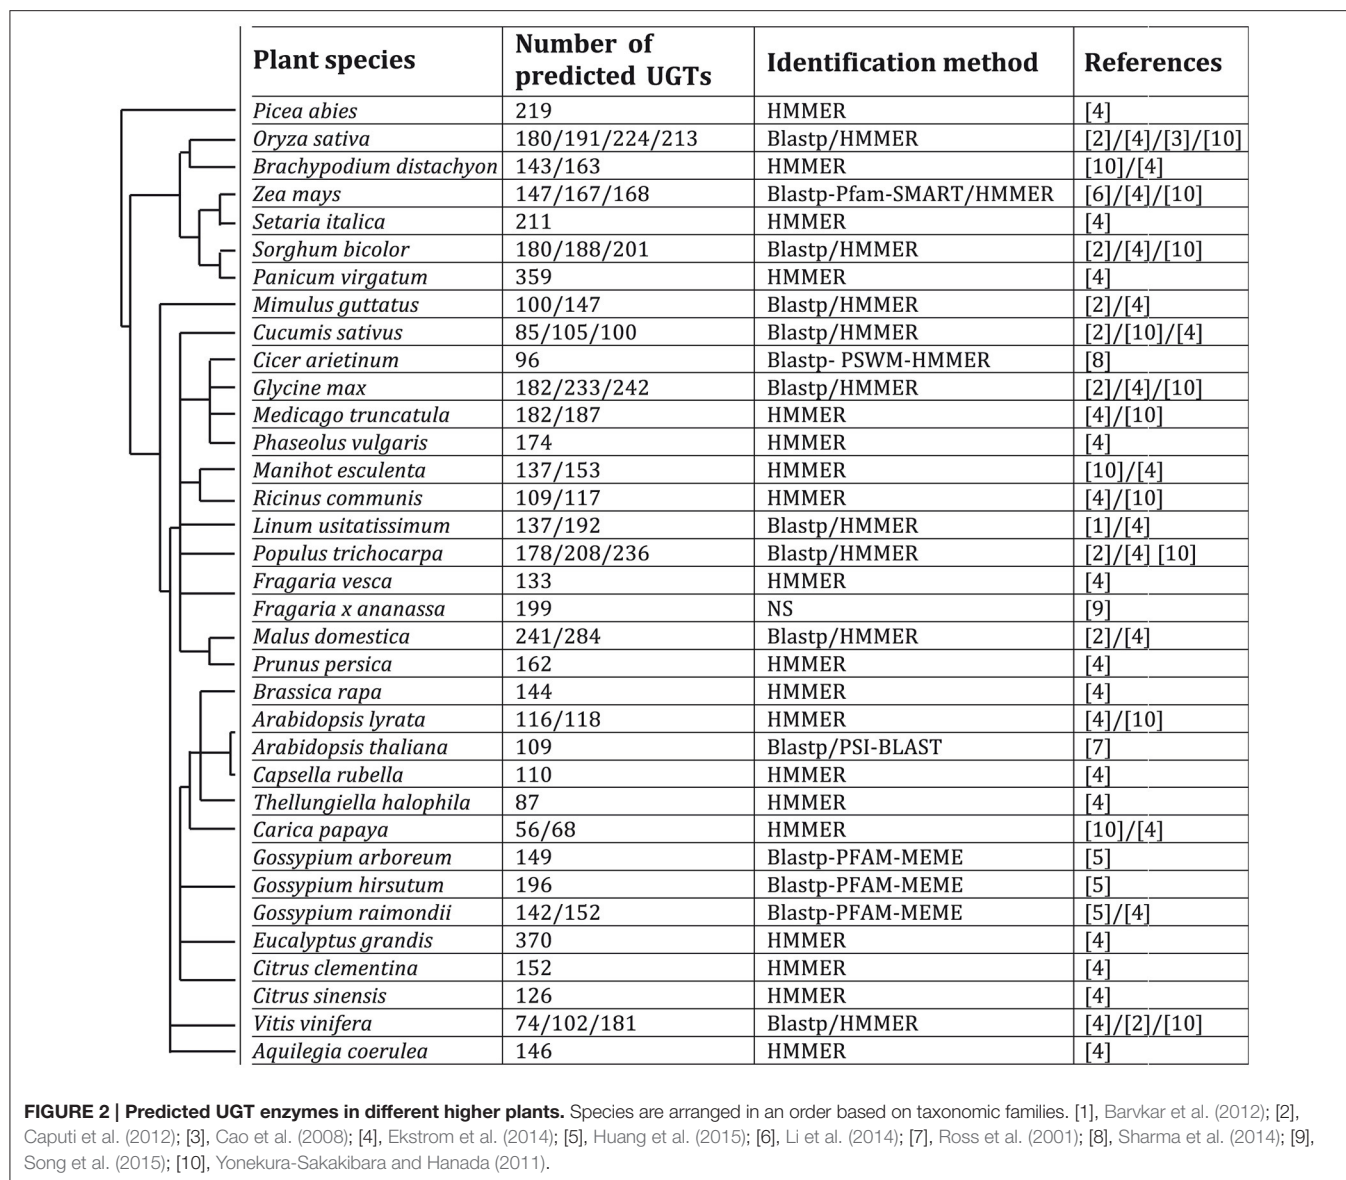 Plant species Number of predicted UGTs Identification method References
Picea abies 219 HMMER [4]
Oryza sativa 180/191/224/213 Blastp/HMMER [2]/[4]/[3]/[10]
Brachypodium distachyon 143/163 HMMER [10]/[4]
Zea mays 147/167/168 Blastp-Pfam-SMART/HMMER [6]/[4]/[10]
Setaria italica 211 HMMER [4]
Sorghum bicolor 180/188/201 Blastp/HMMER [2]/[4]/[10]
Panicum virgatum 359 HMMER [4]
Mimulus guttatus 100/147 Blastp/HMMER [2]/[4]
Cucumis sativus 85/105/100 Blastp/HMMER [2]/[10]/[4]
Cicer arietinum 96 Blastp- PSWM-HMMER [8]
Glycine max 182/233/242 Blastp/HMMER [2]/[4]/[10]
Medicago truncatula 182/187 HMMER [4]/[10]
Phaseolus vulgaris 174 HMMER [4]
Manihot esculenta 137/153 HMMER [10]/[4]
Ricinus communis 109/117 HMMER [4]/[10]
Linum usitatissimum 137/192 Blastp/HMMER [1]/[4]
Populus trichocarpa 178/208/236 Blastp/HMMER [2]/[4] [10]
Fragaria vesca 133 HMMER [4]
Fragaria x ananassa 199 NS [9]
Malus domestica 241/284 Blastp/HMMER [2]/[4]
Prunus persica 162 HMMER [4]
Brassica rapa 144 HMMER [4]
Arabidopsis lyrata 116/118 HMMER [4]/[10]
Arabidopsis thaliana 109 Blastp/PSI-BLAST [7]
Capsella rubella 110 HMMER [4]
Thellungiella halophila 87 HMMER [4]
Carica papaya 56/68 HMMER [10]/[4]
Gossypium arboreum 149 Blastp-PFAM-MEME [5]
Gossypium hirsutum 196 Blastp-PFAM-MEME [5]
Gossypium raimondii 142/152 Blastp-PFAM-MEME [5]/[4]
Eucalyptus grandis 370 HMMER [4]
Citrus clementina 152 HMMER [4]
Citrus sinensis 126 HMMER [4]
Vitis vinifera 74/102/181 Blastp/HMMER [4]/[2]/[10]
Aquilegia coerulea 146 HMMER [4]
FIGURE 2 | Predicted UGT enzymes in different higher plants. Species are arranged in an order based on taxonomic families. [1], Barvkar et al. (2012); [2],
Caputi et al. (2012); [3], Cao et al. (2008); [4], Ekstrom et al. (2014); [5], Huang et al. (2015); [6], Li et al. (2014); [7], Ross et al. (2001); [8], Sharma et al. (2014); [9],
Song et al. (2015); [10], Yonekura-Sakakibara and Hanada (2011).